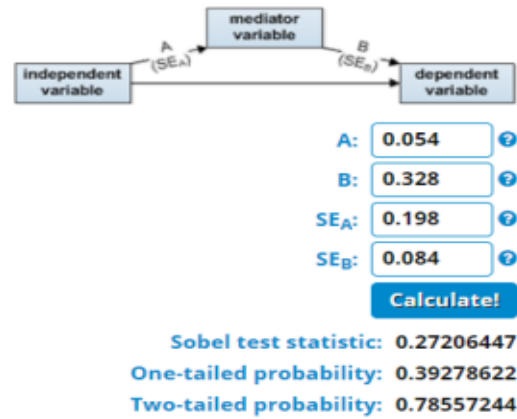 mediator
variable
A
(SEA)
B
(SEB)
independent
variable
dependent
variable
A: 0.054 ?
B: 0.328 ?
SEA: 0.198 ?
SEB: 0.084 ?
Calculate!
Sobel test statistic: 0.27206447
One-tailed probability: 0.39278622
Two-tailed probability: 0.78557244